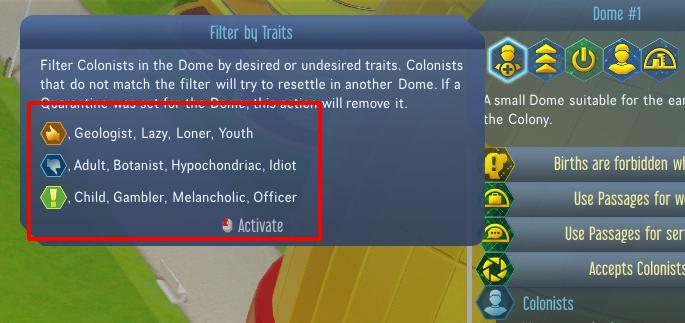 Filter by Traits
Filter Colonists in the Dome by desired or undesired traits. Colonists
that do not match the filter will try to resettle in another Dome. If a
Quarantine was set for the Dome, this action will remove it.
, Geologist, Lazy, Loner, Youth
, Adult, Botanist, Hypochondriac, Idiot
, Child, Gambler, Melancholic, Officer
Activate
Dome #1
A small Dome suitable for the ear
the Colony.
Births are forbidden wh
Use Passages for w
Use Passages for ser
Accepts Colonists
Colonists